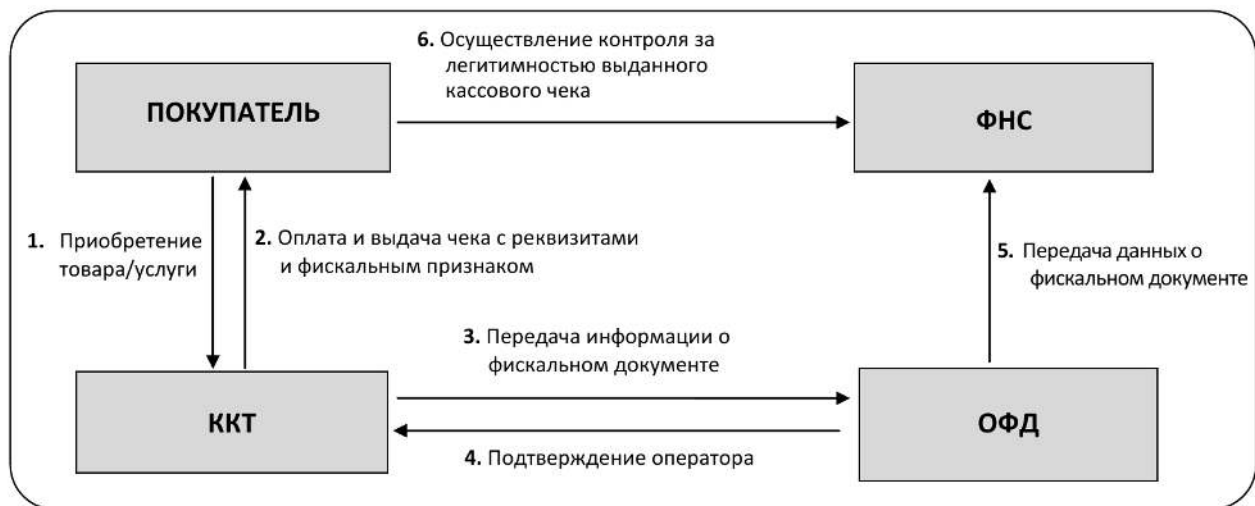 6. Осуществление контроля за
легитимностью выданного
кассового чека
ПОКУПАТЕЛЬ
ФНС
1. Приобретение
товара/услуги
2. Оплата и выдача чека с реквизитами
и фискальным признаком
5. Передача данных о
фискальном документе
3. Передача информации о
фискальном документе
ККТ
ОФД
4. Подтверждение оператора